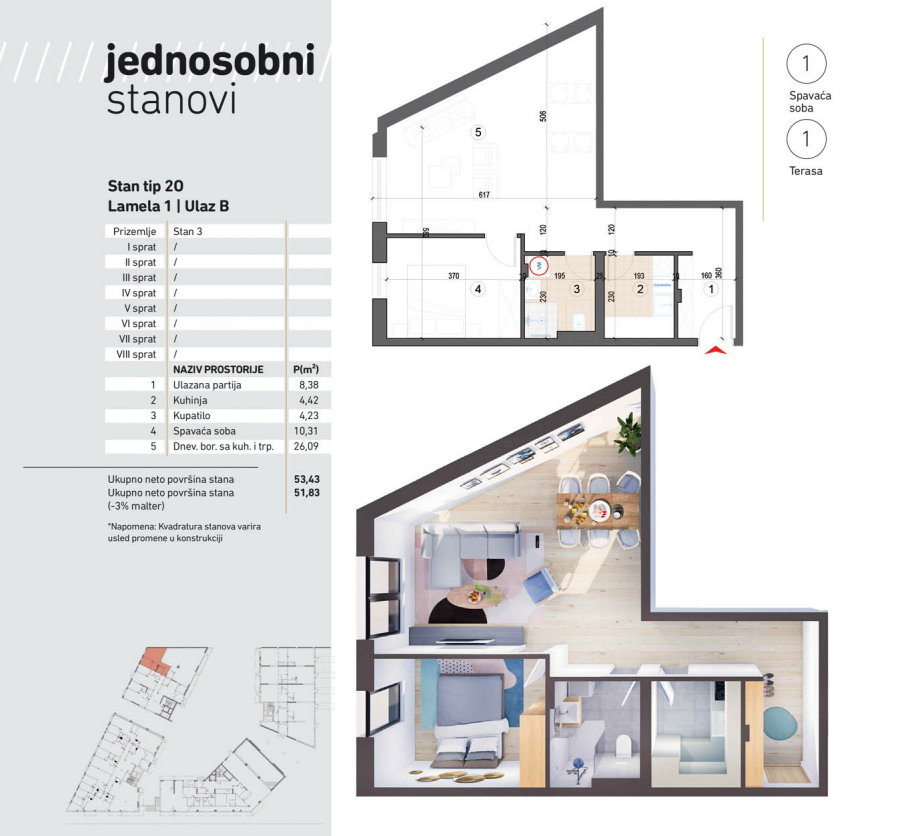 jednosobni
stanovi
Stan tip 20
Lamela 1 | Ulaz B
Prizemlje Stan 3
I sprat /
II sprat /
III sprat /
IV sprat /
V sprat /
VI sprat /
VII sprat /
VIII sprat /
NAZIV PROSTORIJE P(m²)
1 Ulazana partija 8,38
2 Kuhinja 4,42
3 Kupatilo 4,23
4 Spavaća soba 10,31
5 Dnev. bor. sa kuh. i trp. 26,09
Ukupno neto površina stana 53,43
Ukupno neto površina stana 51,83
(-3% malter)
*Napomena: Kvadratura stanova varira
usled promene u konstrukciji
5
506
617
120
120
370
4
VM
195
3
230
25
193
2
230
160
360
1
1
Spavaća
soba
1
Terasa